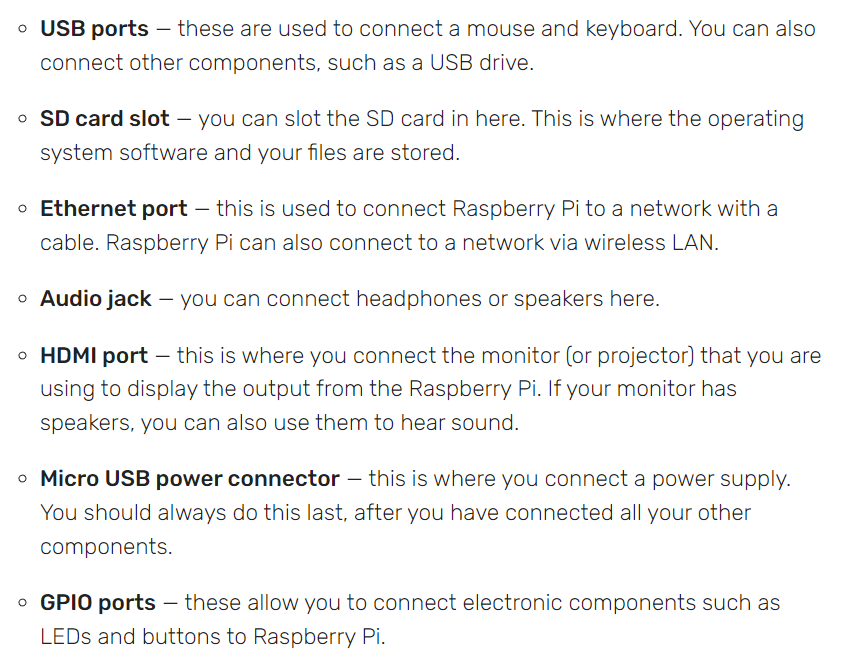 USB ports – these are used to connect a mouse and keyboard. You can also
connect other components, such as a USB drive.
SD card slot – you can slot the SD card in here. This is where the operating
system software and your files are stored.
Ethernet port – this is used to connect Raspberry Pi to a network with a
cable. Raspberry Pi can also connect to a network via wireless LAN.
Audio jack – you can connect headphones or speakers here.
HDMI port – this is where you connect the monitor (or projector) that you are
using to display the output from the Raspberry Pi. If your monitor has
speakers, you can also use them to hear sound.
Micro USB power connector – this is where you connect a power supply.
You should always do this last, after you have connected all your other
components.
GPIO ports – these allow you to connect electronic components such as
LEDs and buttons to Raspberry Pi.